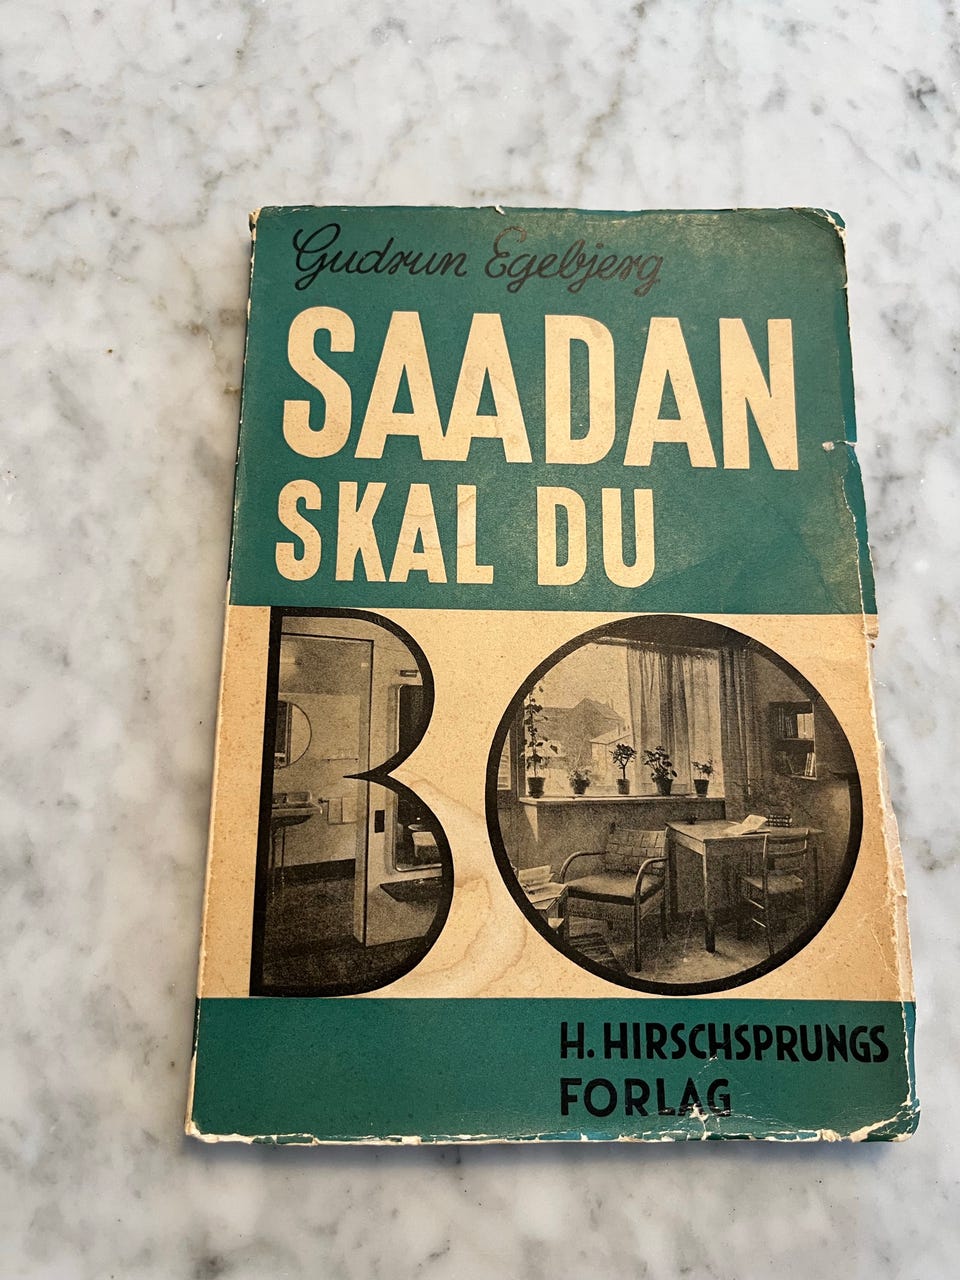 Gudrun Egebjerg
SAADAN
SKAL DU
BO
H. HIRSCHSPRUNGS
FORLAG